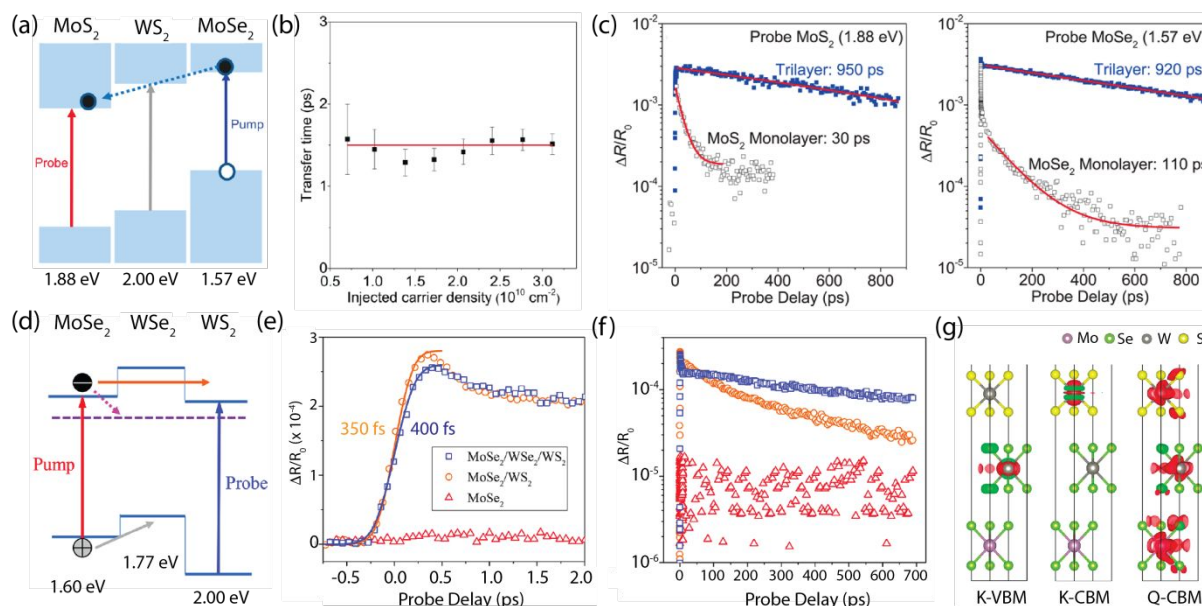 (a)
MoS2 WS2 MoSe2
Probe
Pump
1.88 eV 2.00 eV 1.57 eV
(b)
Transfer time (ps)
3
2
1
0
0.5 1.0 1.5 2.0 2.5 3.0
Injected carrier density (10^10 cm^-2)
(c)
ΔR/R0
10^-2
10^-3
10^-4
10^-5
Probe MoS2 (1.88 eV)
Trilayer: 950 ps
MoS2 Monolayer: 30 ps
0 200 400 600 800
Probe Delay (ps)
ΔR/R0
10^-2
10^-3
10^-4
10^-5
Probe MoSe2 (1.57 eV)
Trilayer: 920 ps
MoSe2 Monolayer: 110 ps
0 200 400 600 800
Probe Delay (ps)
(d)
MoSe2 WSe2 WS2
Pump
Probe
1.60 eV
1.77 eV
2.00 eV
(e)
ΔR/R0 (x 10^-4)
3
2
1
0
350 fs 400 fs
MoSe2/WSe2/WS2
MoSe2/WS2
MoSe2
-0.5 0.0 0.5 1.0 1.5 2.0
Probe Delay (ps)
(f)
ΔR/R0
10^-4
10^-5
10^-6
0 100 200 300 400 500 600 700
Probe Delay (ps)
(g)
Mo Se W S
K-VBM K-CBM Q-CBM